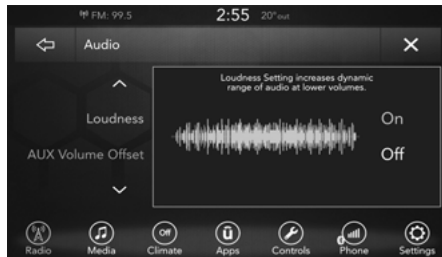 FM: 99.5 2:55 20°out
Audio
Loudness Setting increases dynamic
range of audio at lower volumes.
Loudness
On
AUX Volume Offset
Off
Off
Radio Media Climate Apps Controls Phone Settings